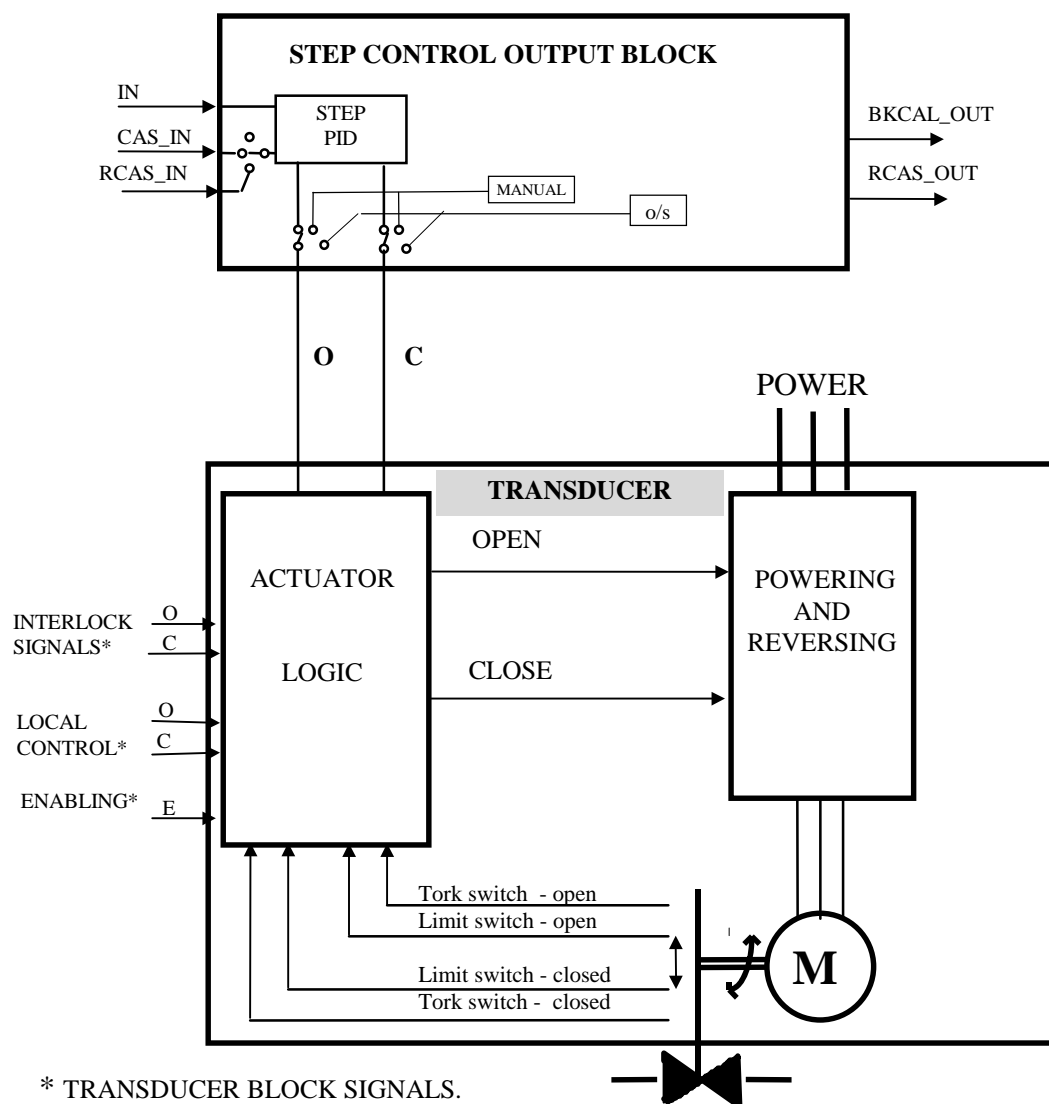 STEP CONTROL OUTPUT BLOCK
IN
STEP
PID
CAS_IN
RCAS_IN
BKCAL_OUT
RCAS_OUT
MANUAL
o/s
O
C
POWER
TRANSDUCER
OPEN
ACTUATOR
LOGIC
CLOSE
POWERING
AND
REVERSING
INTERLOCK
SIGNALS*
O
C
LOCAL
CONTROL*
O
C
ENABLING*
E
Tork switch - open
Limit switch - open
Limit switch - closed
Tork switch - closed
M
* TRANSDUCER BLOCK SIGNALS.